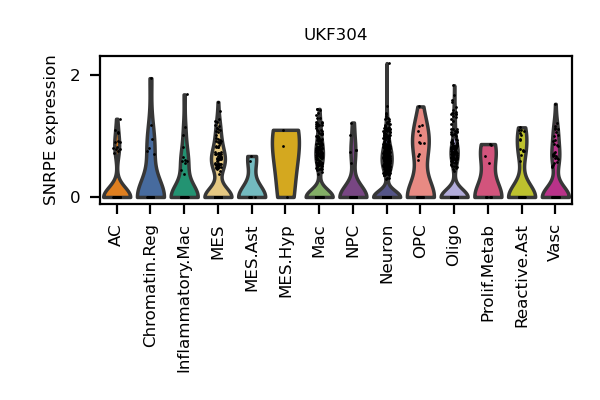 UKF304
SNRPE expression
2
0
AC
Chromatin.Reg
Inflammatory.Mac
MES
MES.Ast
MES.Hyp
Mac
NPC
Neuron
OPC
Oligo
Prolif.Metab
Reactive.Ast
Vasc